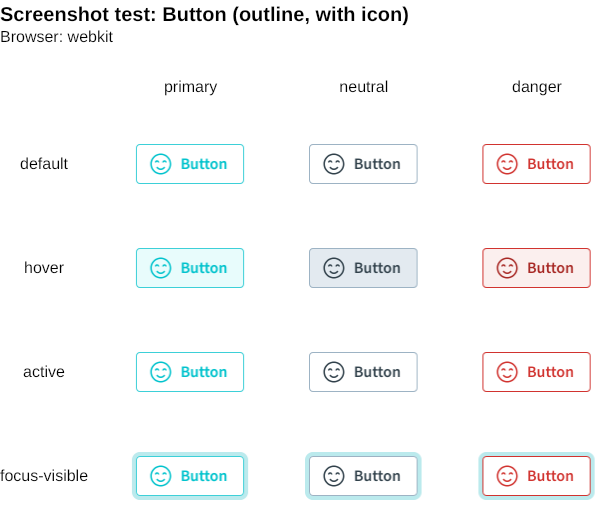 Screenshot test: Button (outline, with icon)
Browser: webkit
primary neutral danger
default Button Button Button
hover Button Button Button
active Button Button Button
focus-visible Button Button Button